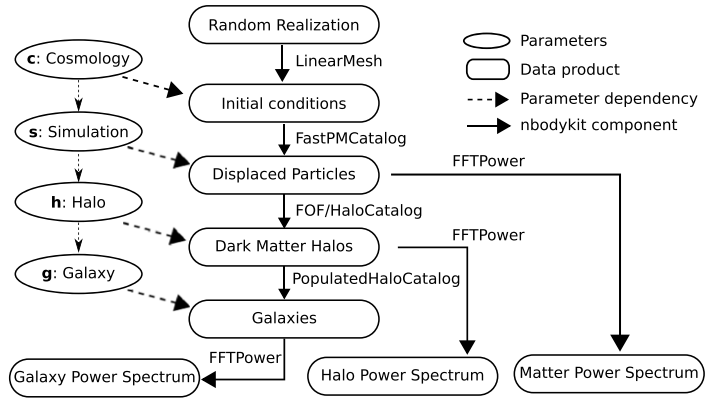 Random Realization
c: Cosmology
LinearMesh
Initial conditions
s: Simulation
FastPMCatalog
Displaced Particles
FFTPower
h: Halo
FOF/HaloCatalog
Dark Matter Halos
FFTPower
g: Galaxy
PopulatedHaloCatalog
Galaxies
FFTPower
Galaxy Power Spectrum
Halo Power Spectrum
Matter Power Spectrum
Parameters
Data product
Parameter dependency
nbodykit component